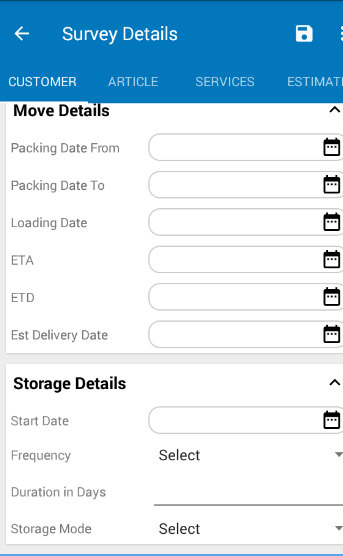 Survey Details
CUSTOMER ARTICLE SERVICES ESTIMAT
Move Details
Packing Date From
Packing Date To
Loading Date
ETA
ETD
Est Delivery Date
Storage Details
Start Date
Frequency Select
Duration in Days
Storage Mode Select